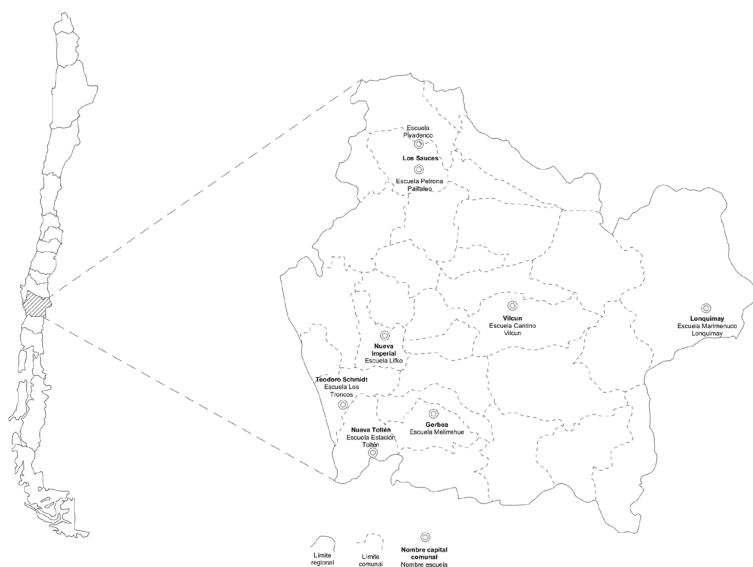 Escuela
Pivadenco
Los Sauces
Escuela Petrona
Paillaleo
Vilcun
Escuela Cantino
Vilcun
Lonquimay
Escuela Marimenuco
Lonquimay
Nueva
Imperial
Escuela Lifko
Teodoro Schmidt
Escuela Los
Troncos
Nueva Toltén
Escuela Estación
Toltén
Gorbea
Escuela Melirrehue
Límite
regional
Límite
comunal
Nombre capital
comunal
Nombre escuela